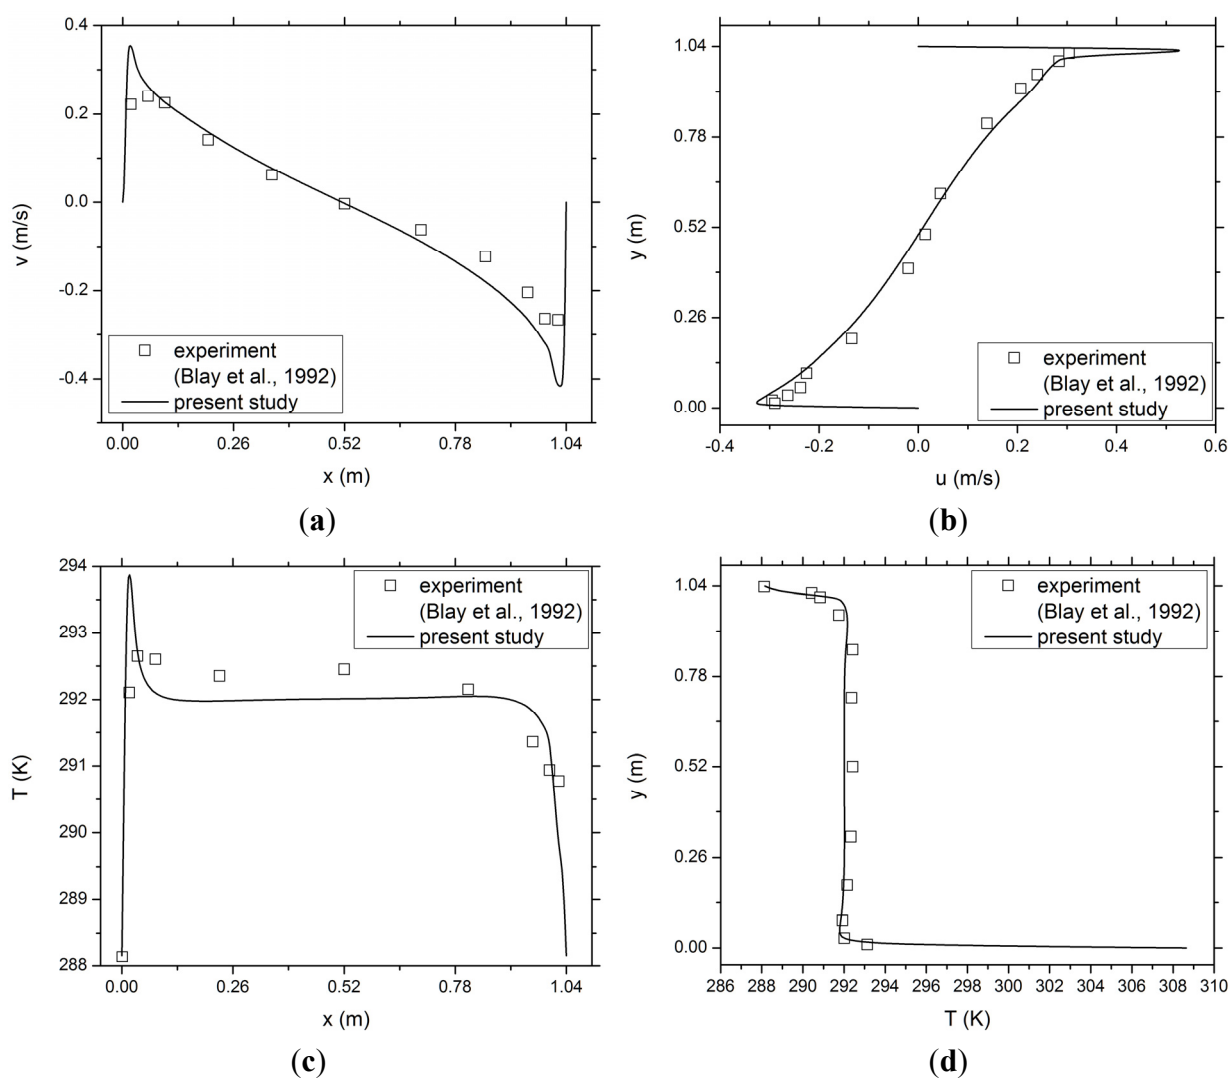 0.4
0.2
0.0
-0.2
-0.4
v (m/s)
experiment
(Blay et al., 1992)
present study
0.00 0.26 0.52 0.78 1.04
x (m)
(a)
1.04
0.78
0.52
0.26
0.00
y (m)
experiment
(Blay et al., 1992)
present study
-0.4 -0.2 0.0 0.2 0.4 0.6
u (m/s)
(b)
294
293
292
291
290
289
288
T (K)
experiment
(Blay et al., 1992)
present study
0.00 0.26 0.52 0.78 1.04
x (m)
(c)
1.04
0.78
0.52
0.26
0.00
y (m)
experiment
(Blay et al., 1992)
present study
286 288 290 292 294 296 298 300 302 304 306 308 310
T (K)
(d)